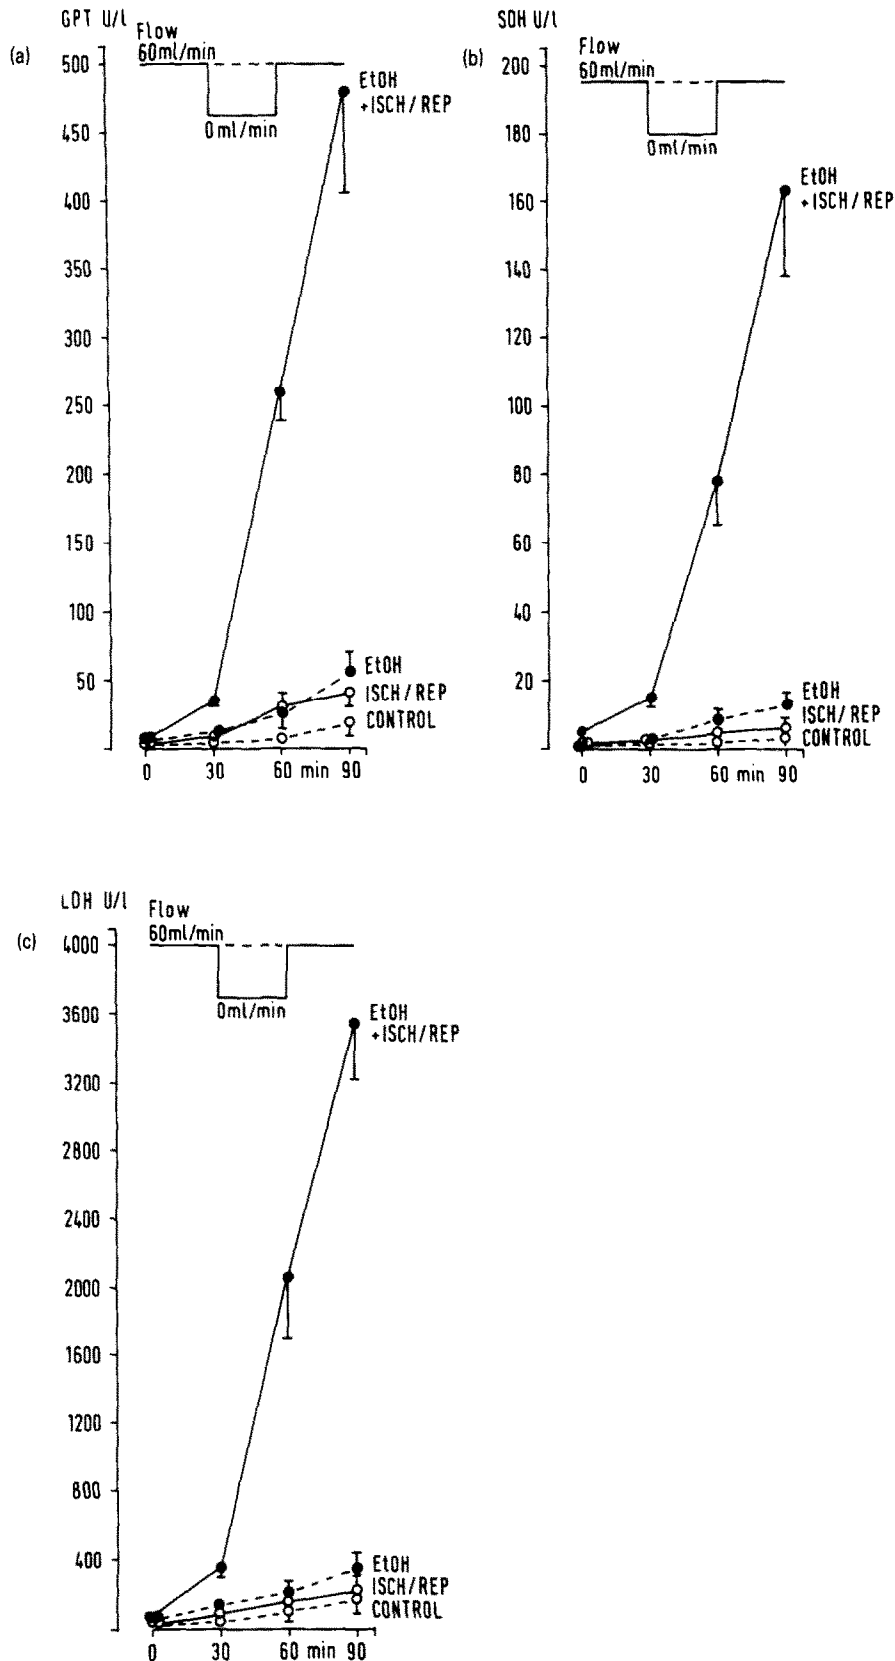 (a)
GPT U/l
Flow
60ml/min
0ml/min
500
450
400
350
300
250
200
150
100
50
EtOH
+ISCH/REP
EtOH
ISCH/REP
CONTROL
0 30 60 min 90
(b)
SDH U/l
Flow
60ml/min
0ml/min
200
180
160
140
120
100
80
60
40
20
EtOH
+ISCH/REP
EtOH
ISCH/REP
CONTROL
0 30 60 min 90
(c)
LDH U/l
Flow
60ml/min
0ml/min
4000
3600
3200
2800
2400
2000
1600
1200
800
400
EtOH
+ISCH/REP
EtOH
ISCH/REP
CONTROL
0 30 60 min 90